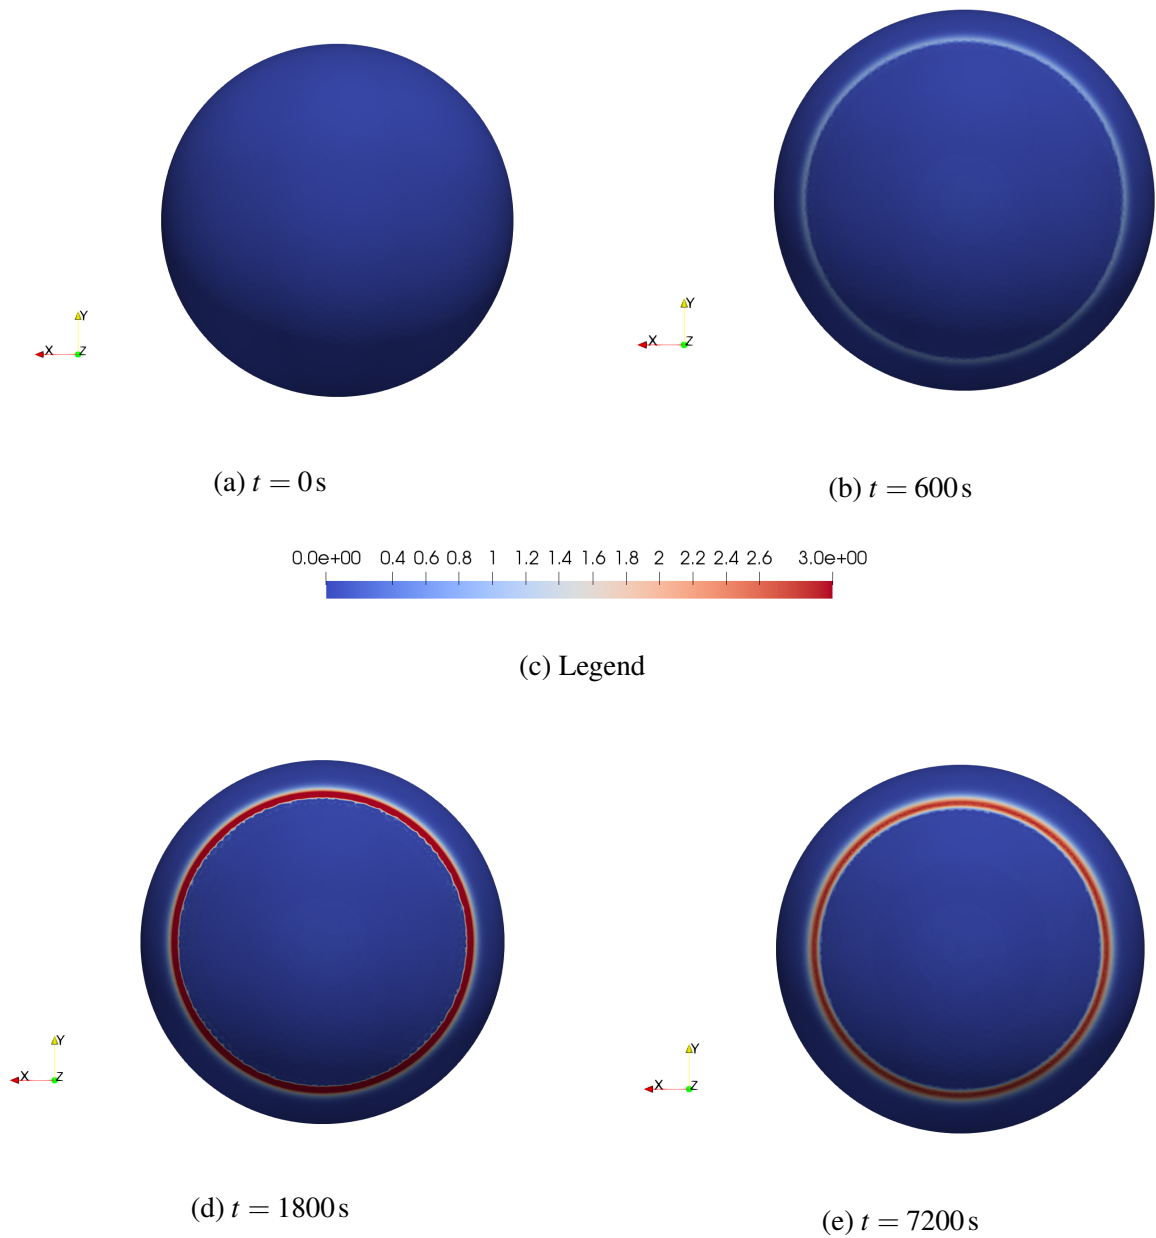 Y
X Z
Y
X Z
(a) t = 0 s
(b) t = 600 s
0.0e+00 0.4 0.6 0.8 1 1.2 1.4 1.6 1.8 2 2.2 2.4 2.6 3.0e+00
(c) Legend
Y
X Z
Y
X Z
(d) t = 1800 s
(e) t = 7200 s